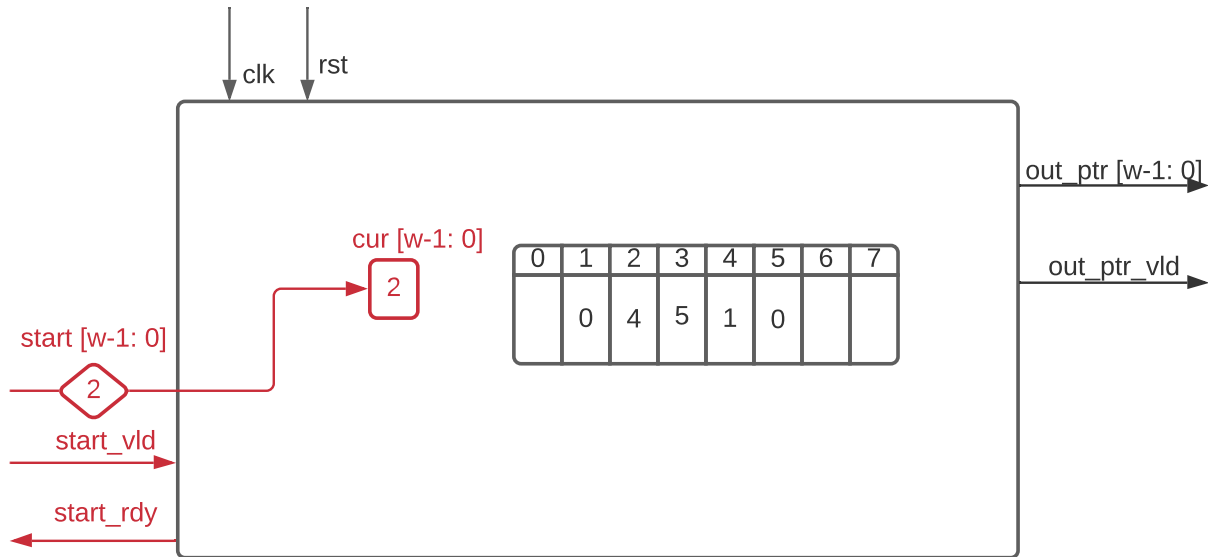 clk
rst
out_ptr [w-1: 0]
cur [w-1: 0]
0 1 2 3 4 5 6 7
out_ptr_vld
2
0 4 5 1 0
start [w-1: 0]
2
start_vld
start_rdy